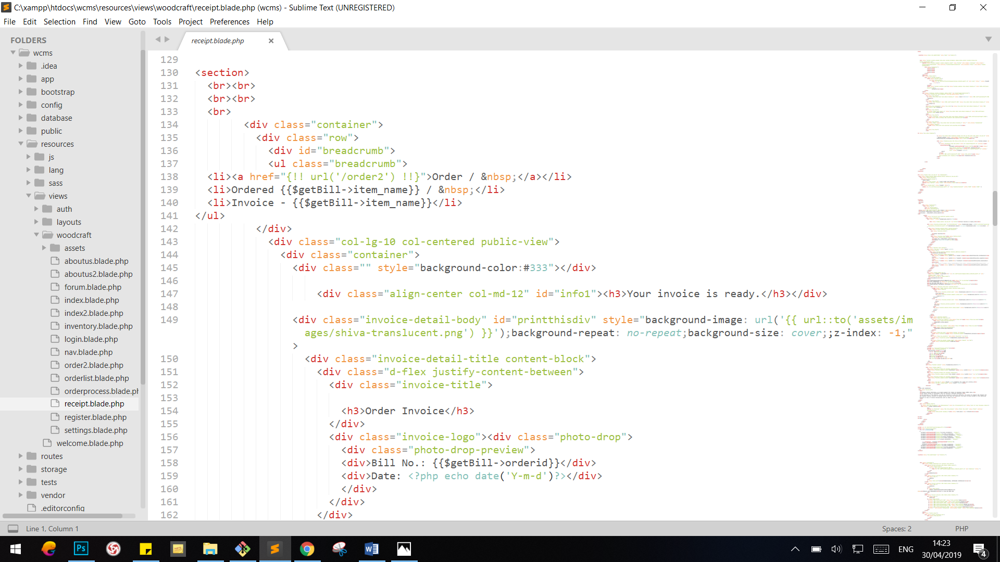 C:\xampp\htdocs\wcms\resources\views\woodcraft\receipt.blade.php (wcms) - Sublime Text (UNREGISTERED)
File Edit Selection Find View Goto Tools Project Preferences Help
FOLDERS
wcms
.idea
app
bootstrap
config
database
public
resources
js
lang
sass
views
auth
layouts
woodcraft
assets
aboutus.blade.php
aboutus2.blade.php
forum.blade.php
index.blade.php
index2.blade.php
inventory.blade.php
login.blade.php
nav.blade.php
order2.blade.php
orderlist.blade.php
orderprocess.blade.ph
receipt.blade.php
register.blade.php
settings.blade.php
welcome.blade.php
routes
storage
tests
vendor
.editorconfig
receipt.blade.php
129
130 <section>
131 <br><br>
132 <br><br>
133 <br>
134 <div class="container">
135 <div class="row">
136 <div id="breadcrumb">
137 <ul class="breadcrumb">
138 <li><a href="{!! url('/order2') !!}">Order / &nbsp;</a></li>
139 <li>Ordered {{$getBill->item_name}} / &nbsp;</li>
140 <li>Invoice - {{$getBill->item_name}}</li>
141 </ul>
142 </div>
143 <div class="col-lg-10 col-centered public-view">
144 <div class="container">
145 <div class="" style="background-color:#333"></div>
146
147 <div class="align-center col-md-12" id="info1"><h3>Your invoice is ready.</h3></div>
148
149 <div class="invoice-detail-body" id="printthisdiv" style="background-image: url('{{ url::to('assets/im
ages/shiva-translucent.png') }}');background-repeat: no-repeat;background-size: cover;;z-index: -1;"
>
150 <div class="invoice-detail-title content-block">
151 <div class="d-flex justify-content-between">
152 <div class="invoice-title">
153
154 <h3>Order Invoice</h3>
155 </div>
156 <div class="invoice-logo"><div class="photo-drop">
157 <div class="photo-drop-preview">
158 <div>Bill No.: {{$getBill->orderid}}</div>
159 <div>Date: <?php echo date('Y-m-d')?></div>
160 </div>
161 </div>
162 </div>
Line 1, Column 1
Spaces: 2
PHP
Ps
ENG
14:23
30/04/2019
4